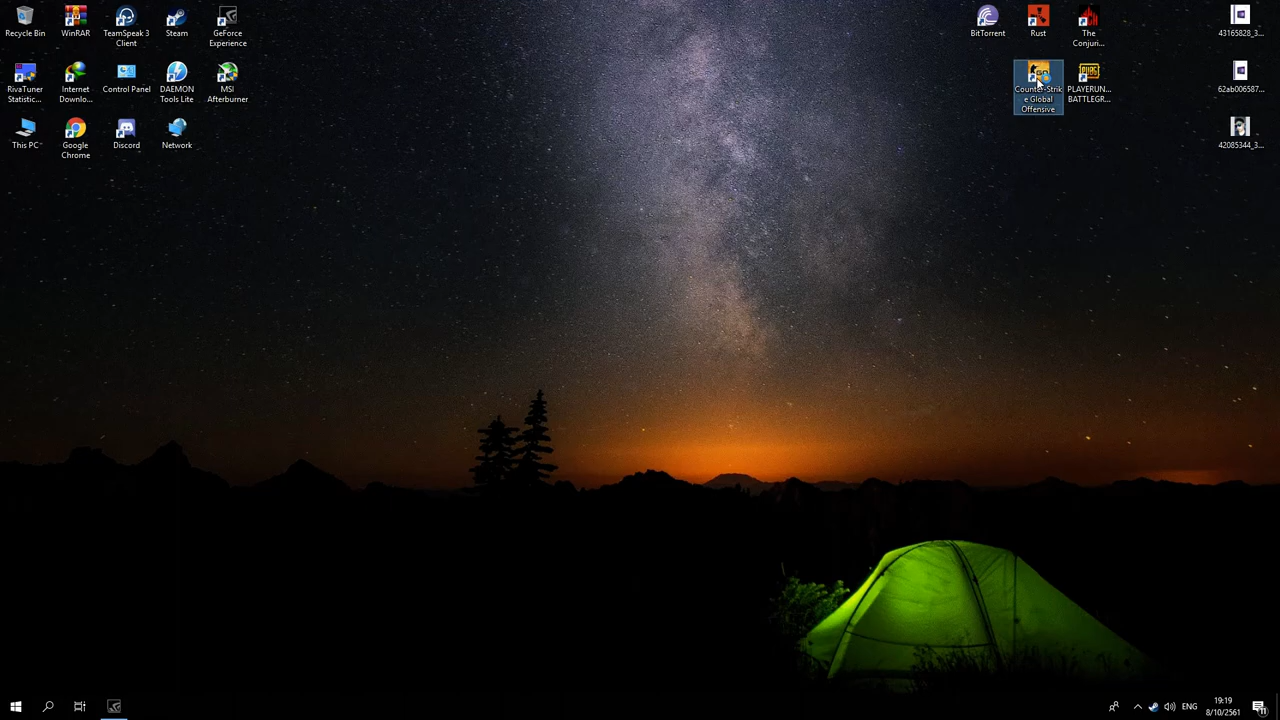 Recycle Bin
WinRAR
TeamSpeak 3
Client
Steam
GeForce
Experience
BitTorrent
Rust
The
Conjuri...
43165828_3...
RivaTuner
Statistic...
Internet
Downlo...
Control Panel
DAEMON
Tools Lite
MSI
Afterburner
Counter-Strik
e Global
Offensive
PLAYERUN...
BATTLEGR...
62ab006587...
This PC
Google
Chrome
Discord
Network
42085344_3...
ENG
19:19
8/10/2561